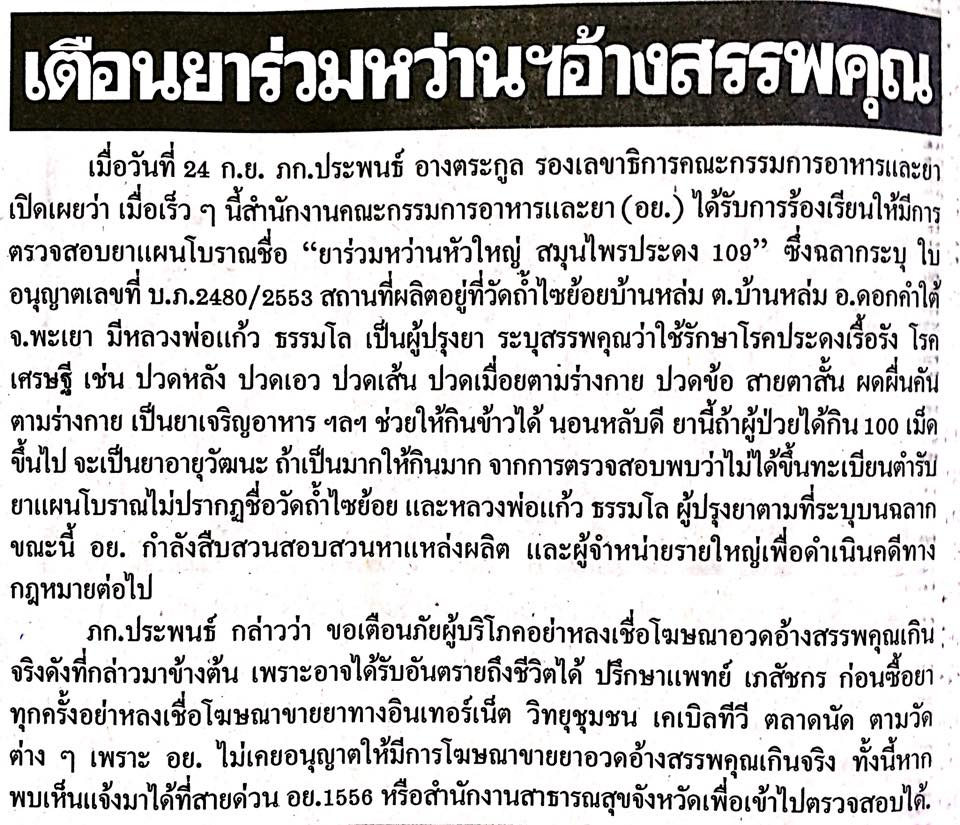 เตือนยาร่วมหว่านฯอ้างสรรพคุณ
เมื่อวันที่ 24 ก.ย. ภก.ประพนธ์ อางตระกูล รองเลขาธิการคณะกรรมการอาหารและยา
เปิดเผยว่า เมื่อเร็ว ๆ นี้สำนักงานคณะกรรมการอาหารและยา (อย.) ได้รับการร้องเรียนให้มีการ
ตรวจสอบยาแผนโบราณชื่อ “ยาร่วมหว่านหัวใหญ่ สมุนไพรประดง 109” ซึ่งฉลากระบุ ใบ
อนุญาตเลขที่ บ.ภ.2480/2553 สถานที่ผลิตอยู่ที่วัดถ้ำไซย้อยบ้านหล่ม ต.บ้านหล่ม อ.ดอกคำใต้
จ.พะเยา มีหลวงพ่อแก้ว ธรรมโล เป็นผู้ปรุงยา ระบุสรรพคุณว่าใช้รักษาโรคประดงเรื้อรัง โรค
เศรษฐี เช่น ปวดหลัง ปวดเอว ปวดเส้น ปวดเมื่อยตามร่างกาย ปวดข้อ สายตาสั้น ผดผื่นคัน
ตามร่างกาย เป็นยาเจริญอาหาร ฯลฯ ช่วยให้กินข้าวได้ นอนหลับดี ยานี้ถ้าผู้ป่วยได้กิน 100 เม็ด
ขึ้นไป จะเป็นยาอายุวัฒนะ ถ้าเป็นมากให้กินมาก จากการตรวจสอบพบว่าไม่ได้ขึ้นทะเบียนตำรับ
ยาแผนโบราณไม่ปรากฏชื่อวัดถ้ำไซย้อย และหลวงพ่อแก้ว ธรรมโล ผู้ปรุงยาตามที่ระบุบนฉลาก
ขณะนี้ อย. กำลังสืบสวนสอบสวนหาแหล่งผลิต และผู้จำหน่ายรายใหญ่เพื่อดำเนินคดีทาง
กฎหมายต่อไป
ภก.ประพนธ์ กล่าวว่า ขอเตือนภัยผู้บริโภคอย่าหลงเชื่อโฆษณาอวดอ้างสรรพคุณเกิน
จริงดังที่กล่าวมาข้างต้น เพราะอาจได้รับอันตรายถึงชีวิตได้ ปรึกษาแพทย์ เภสัชกร ก่อนซื้อยา
ทุกครั้งอย่าหลงเชื่อโฆษณาขายยาทางอินเทอร์เน็ต วิทยุชุมชน เคเบิลทีวี ตลาดนัด ตามวัด
ต่าง ๆ เพราะ อย. ไม่เคยอนุญาตให้มีการโฆษณาขายยาอวดอ้างสรรพคุณเกินจริง ทั้งนี้หาก
พบเห็นแจ้งมาได้ที่สายด่วน อย.1556 หรือสำนักงานสาธารณสุขจังหวัดเพื่อเข้าไปตรวจสอบได้.